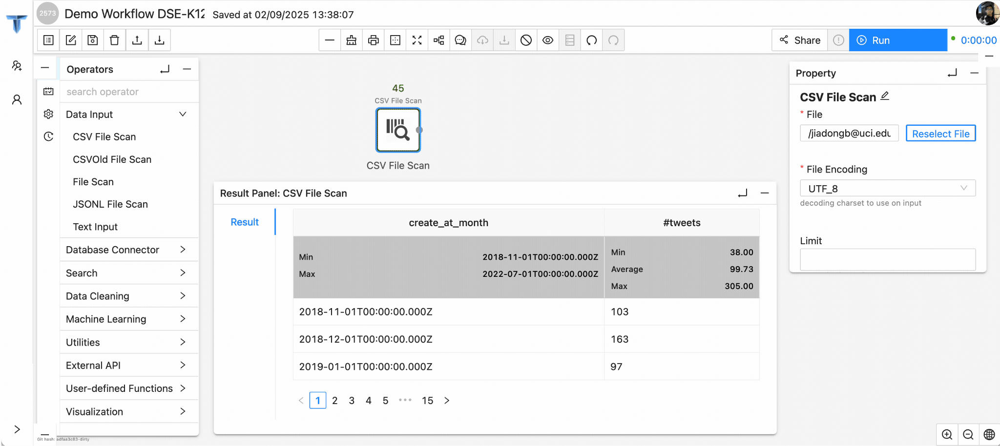 2573
Demo Workflow DSE-K12
Saved at 02/09/2025 13:38:07
Share
Run
0:00:00
Operators
search operator
Data Input
CSV File Scan
CSVOld File Scan
File Scan
JSONL File Scan
Text Input
Database Connector
Search
Data Cleaning
Machine Learning
Utilities
External API
User-defined Functions
Visualization
Git hash: adfaa3c83-dirty
45
CSV File Scan
CSV File Scan
Result Panel: CSV File Scan
Result
create_at_month #tweets
Min 2018-11-01T00:00:00.000Z
Max 2022-07-01T00:00:00.000Z
Min 38.00
Average 99.73
Max 305.00
2018-11-01T00:00:00.000Z 103
2018-12-01T00:00:00.000Z 163
2019-01-01T00:00:00.000Z 97
< 1 2 3 4 5 ••• 15 >
Property
CSV File Scan
* File
/jiadongb@uci.edu
Reselect File
* File Encoding
UTF_8
decoding charset to use on input
Limit